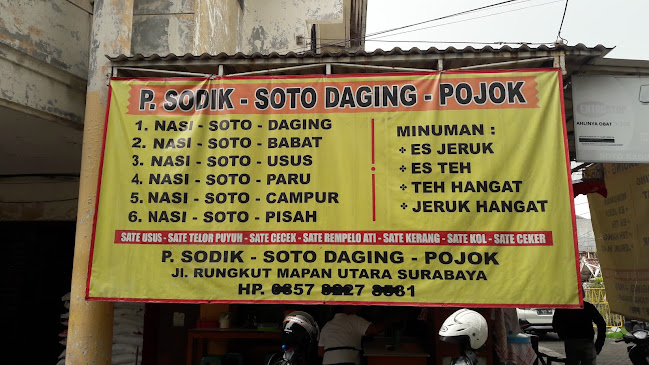 P. SODIK - SOTO DAGING - POJOK
1. NASI - SOTO - DAGING
2. NASI - SOTO - BABAT
3. NASI - SOTO - USUS
4. NASI - SOTO - PARU
5. NASI - SOTO - CAMPUR
6. NASI - SOTO - PISAH
MINUMAN :
ES JERUK
ES TEH
TEH HANGAT
JERUK HANGAT
SATE USUS - SATE TELOR PUYUH - SATE CECEK - SATE REMPELO ATI - SATE KERANG - SATE KOL - SATE CEKER
P. SODIK - SOTO DAGING - POJOK
Jl. RUNGKUT MAPAN UTARA SURABAYA
HP.
AHLINYA OBAT